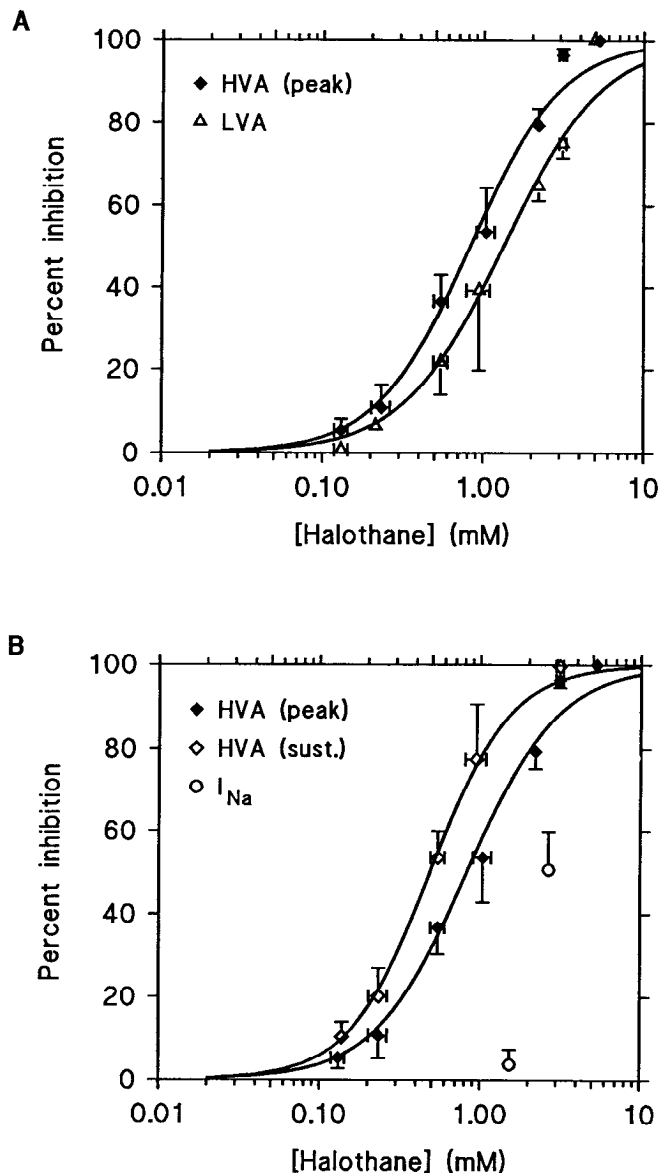 A
100
80
60
40
20
0
Percent inhibition
HVA (peak)
LVA
0.01
0.10
1.00
10
[Halothane] (mM)
B
100
80
60
40
20
0
Percent inhibition
HVA (peak)
HVA (sust.)
I_Na
0.01
0.10
1.00
10
[Halothane] (mM)